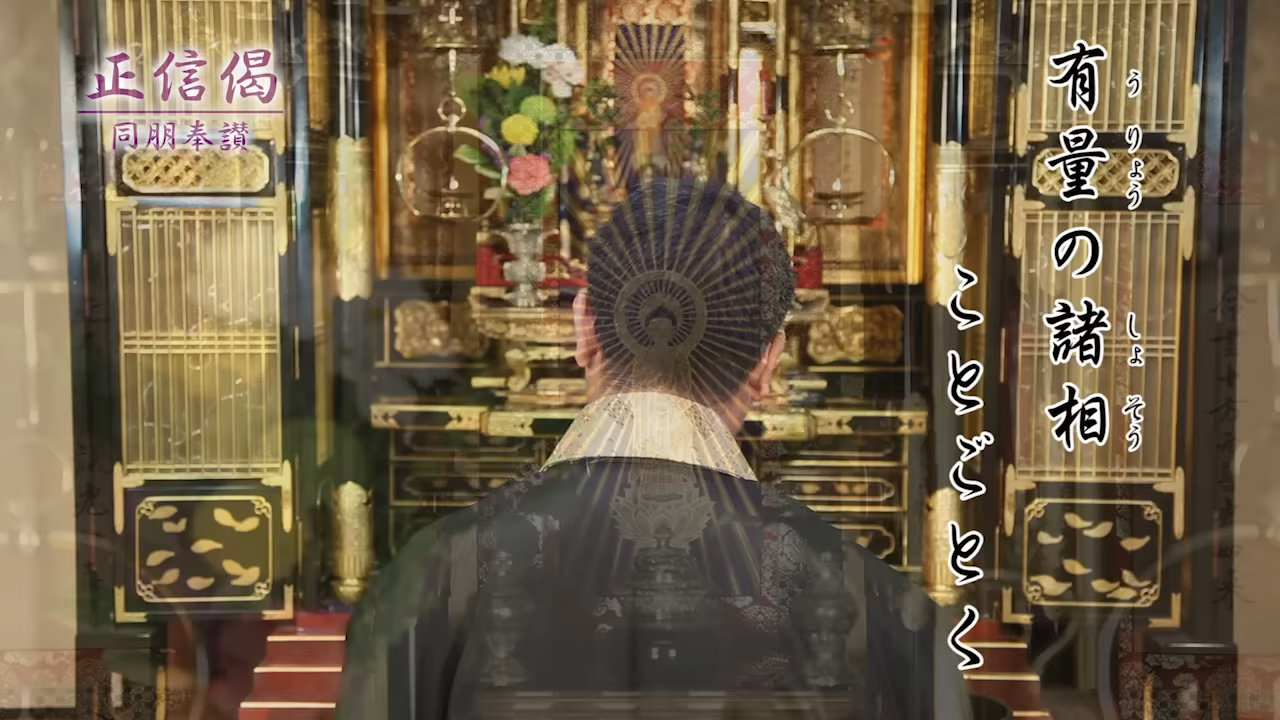 正信偈
同朋奉讃
有量の諸相
うりょう しょそう
ことごとく